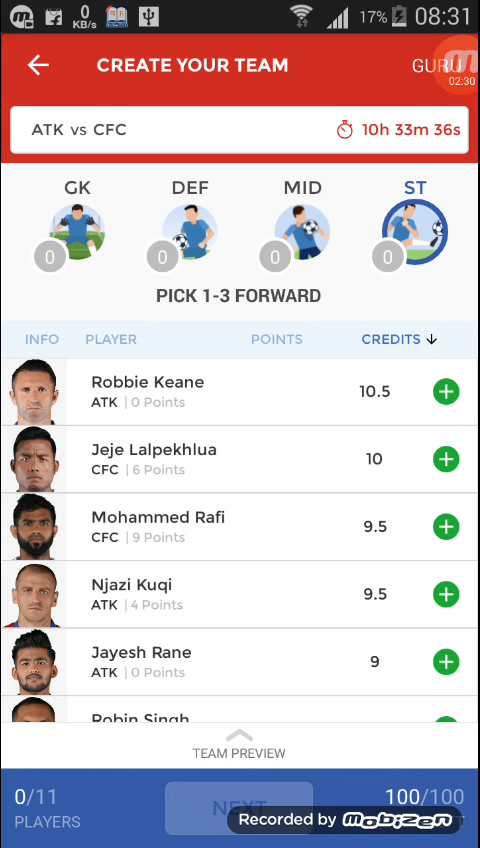 0
KB/s
17%
08:31
CREATE YOUR TEAM
GURU
02:30
ATK vs CFC
10h 33m 36s
GK
DEF
MID
ST
0
0
0
0
PICK 1-3 FORWARD
INFO
PLAYER
POINTS
CREDITS
Robbie Keane
ATK | 0 Points
10.5
Jeje Lalpekhlua
CFC | 6 Points
10
Mohammed Rafi
CFC | 9 Points
9.5
Njazi Kuqi
ATK | 4 Points
9.5
Jayesh Rane
ATK | 0 Points
9
Robin Singh
TEAM PREVIEW
0/11
PLAYERS
NEXT
100/100
Recorded by mobizen